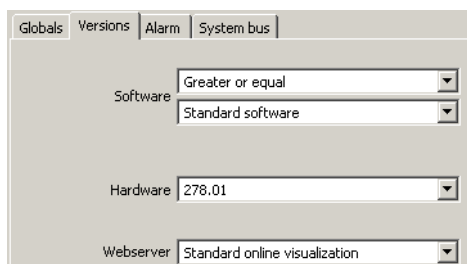 Globals Versions Alarm System bus
Software Greater or equal
Standard software
Hardware 278.01
Webserver Standard online visualization